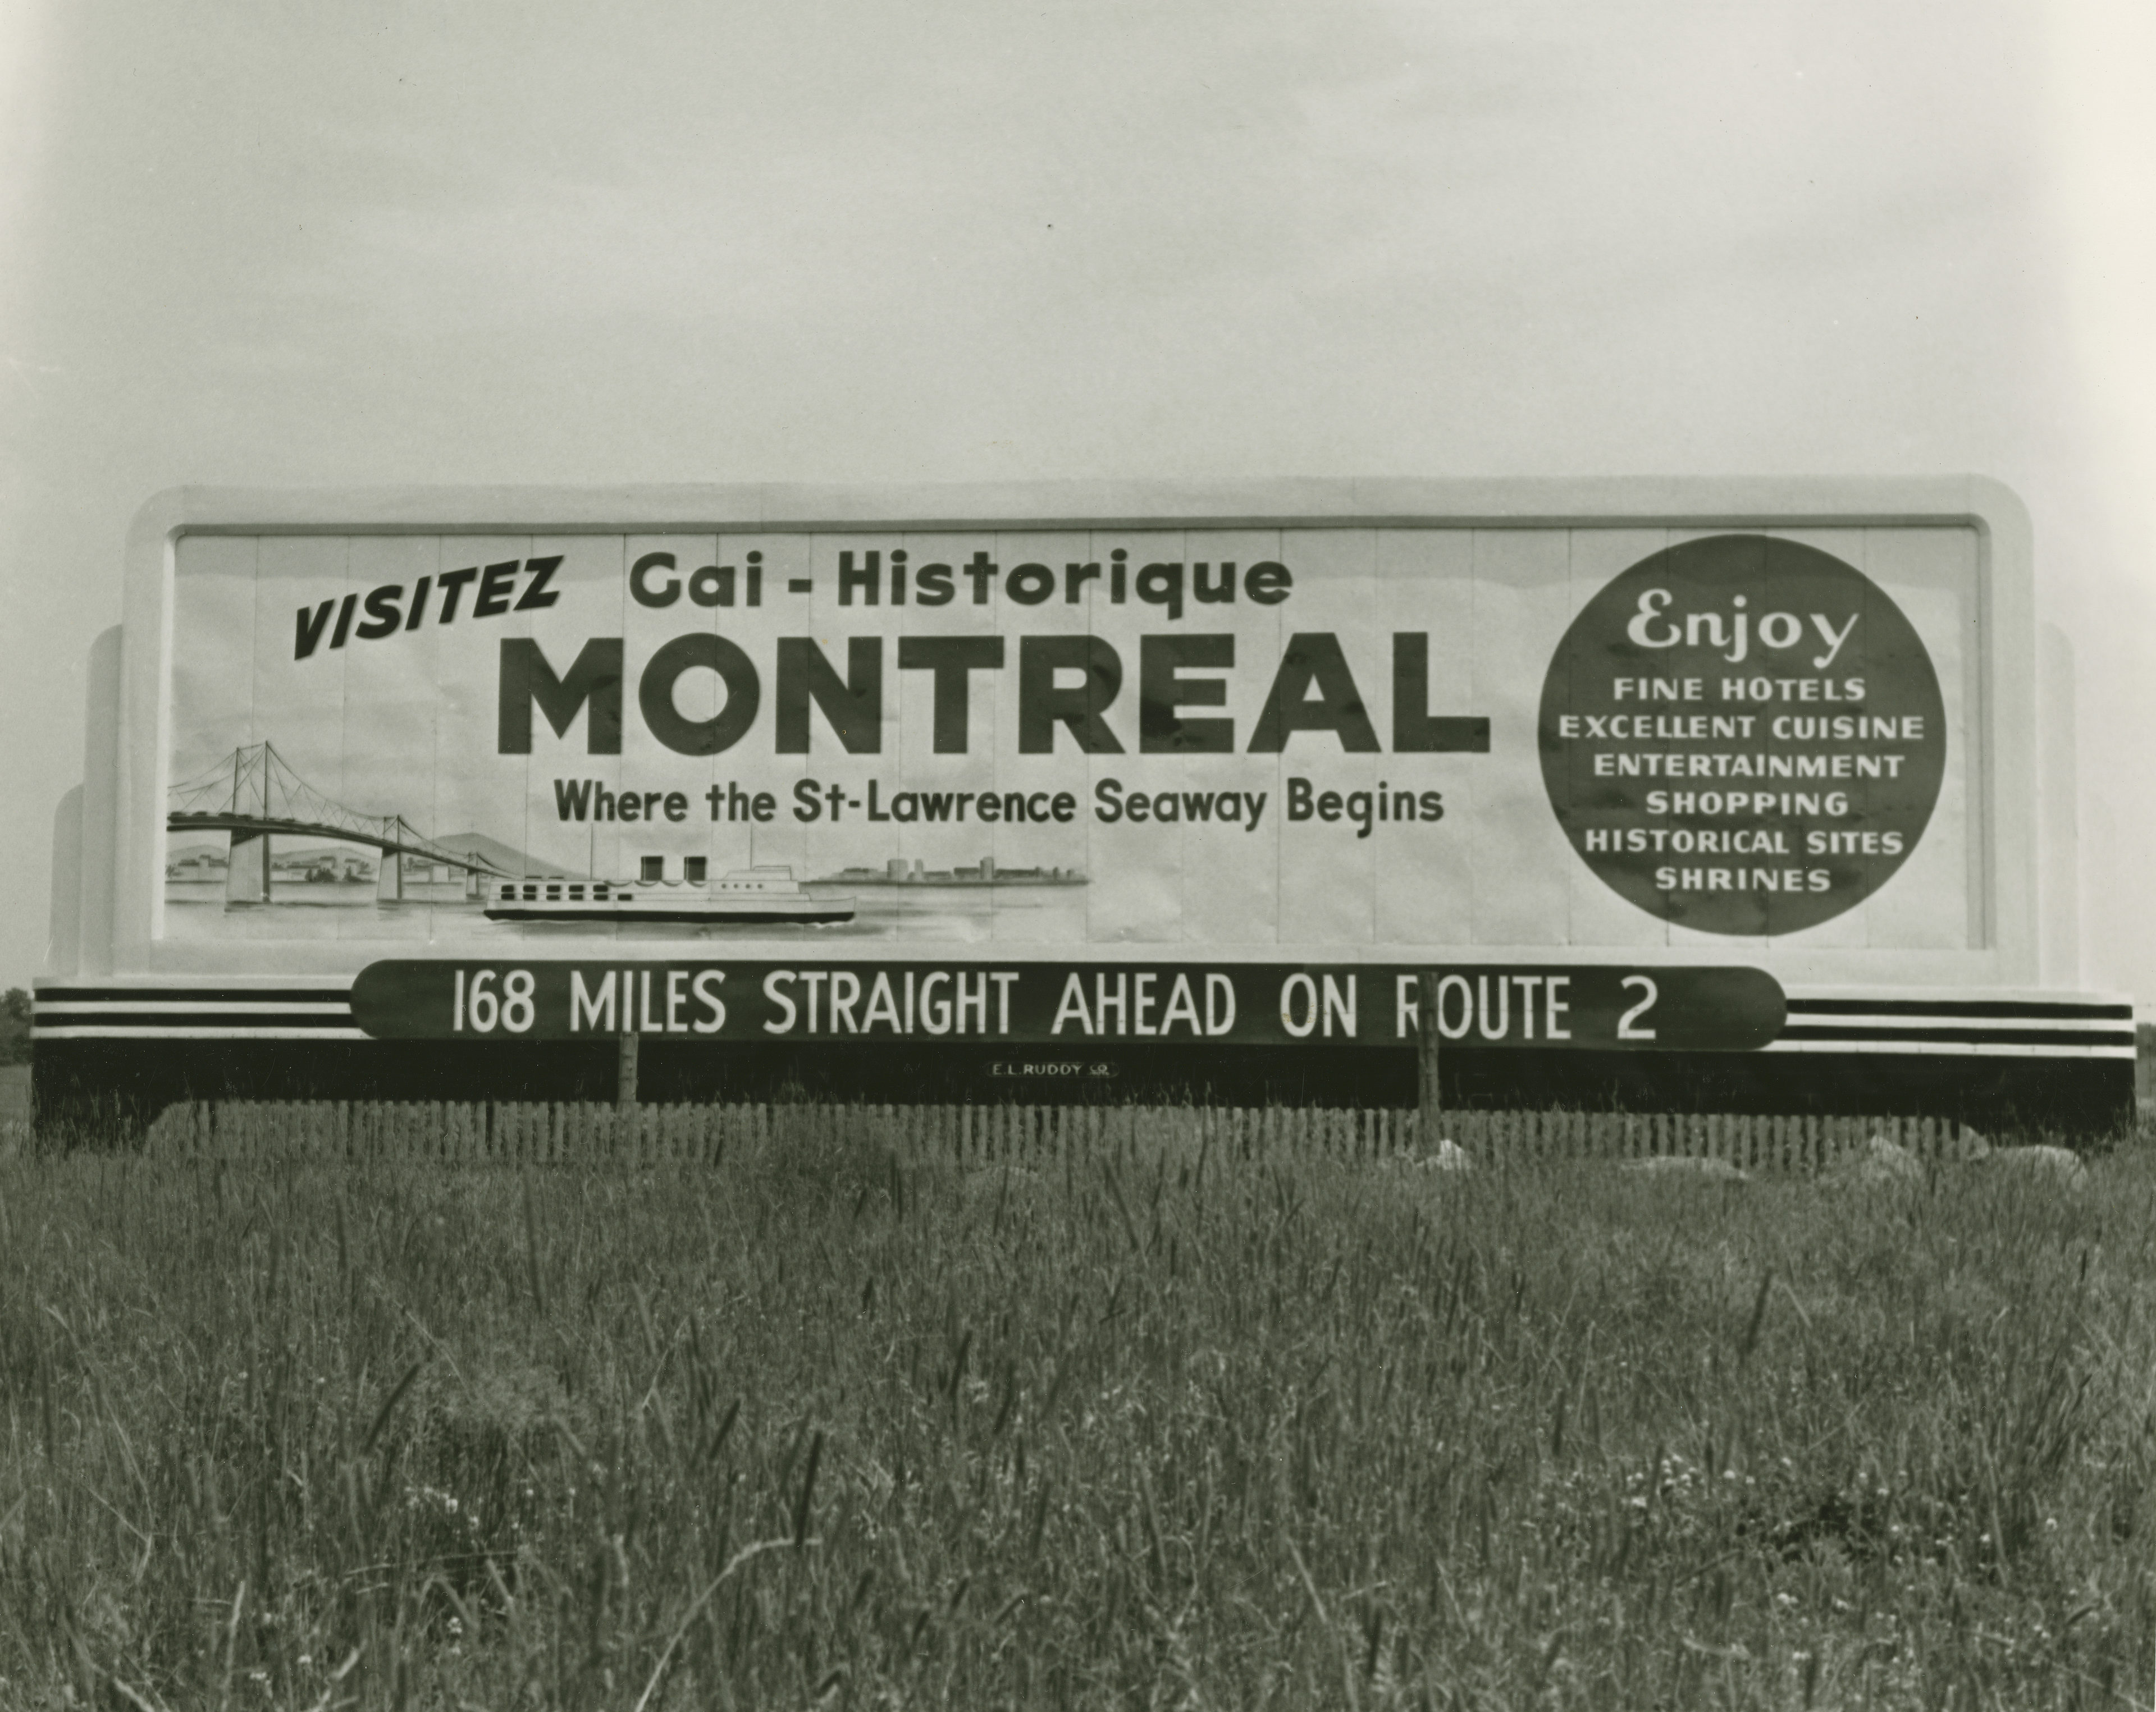 VISITEZ Gai - Historique
MONTREAL
Where the St-Lawrence Seaway Begins
Enjoy
FINE HOTELS
EXCELLENT CUISINE
ENTERTAINMENT
SHOPPING
HISTORICAL SITES
SHRINES
168 MILES STRAIGHT AHEAD ON ROUTE 2
E.L. RUDDY CO.